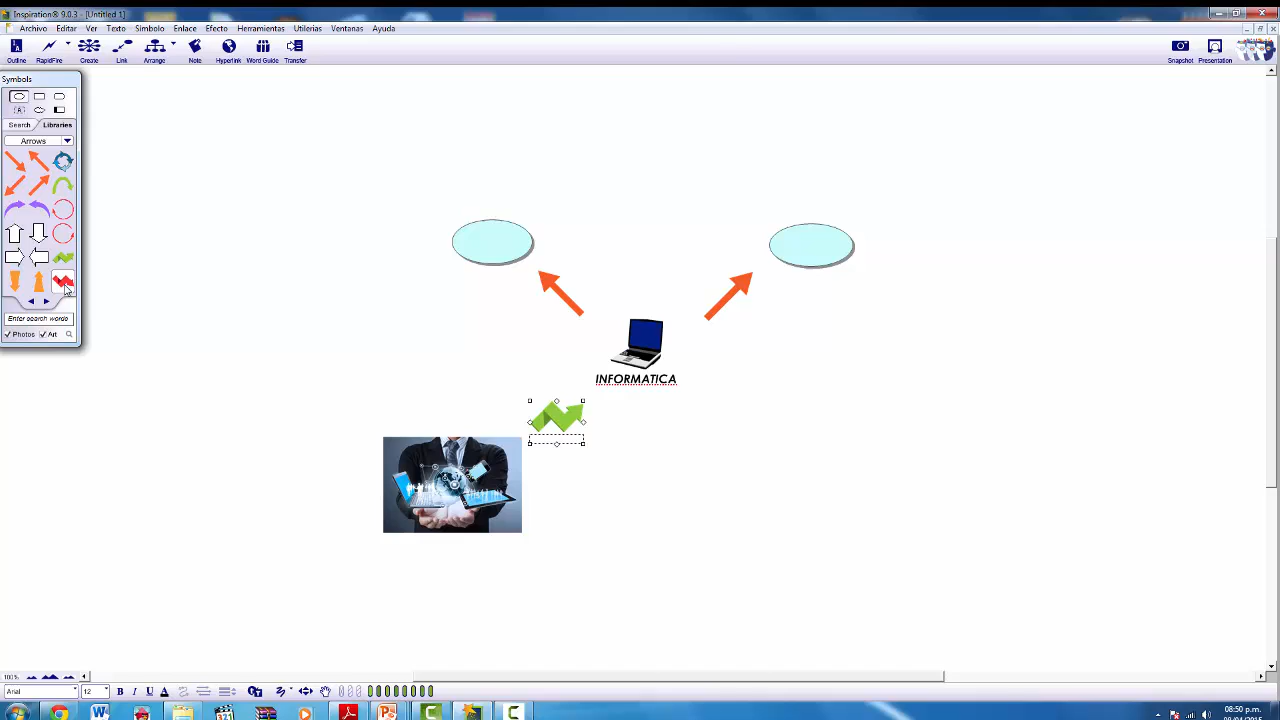 Inspiration® 9.0.3 - [Untitled 1]
Archivo Editar Ver Texto Símbolo Enlace Efecto Herramientas Utilerias Ventanas Ayuda
Outline RapidFire Create Link Arrange Note Hyperlink Word Guide Transfer Snapshot Presentation
Symbols
Search Libraries
Arrows
Enter search words
Photos Art
INFORMATICA
100%
Arial 12 B I U A
321
08:50 p.m.